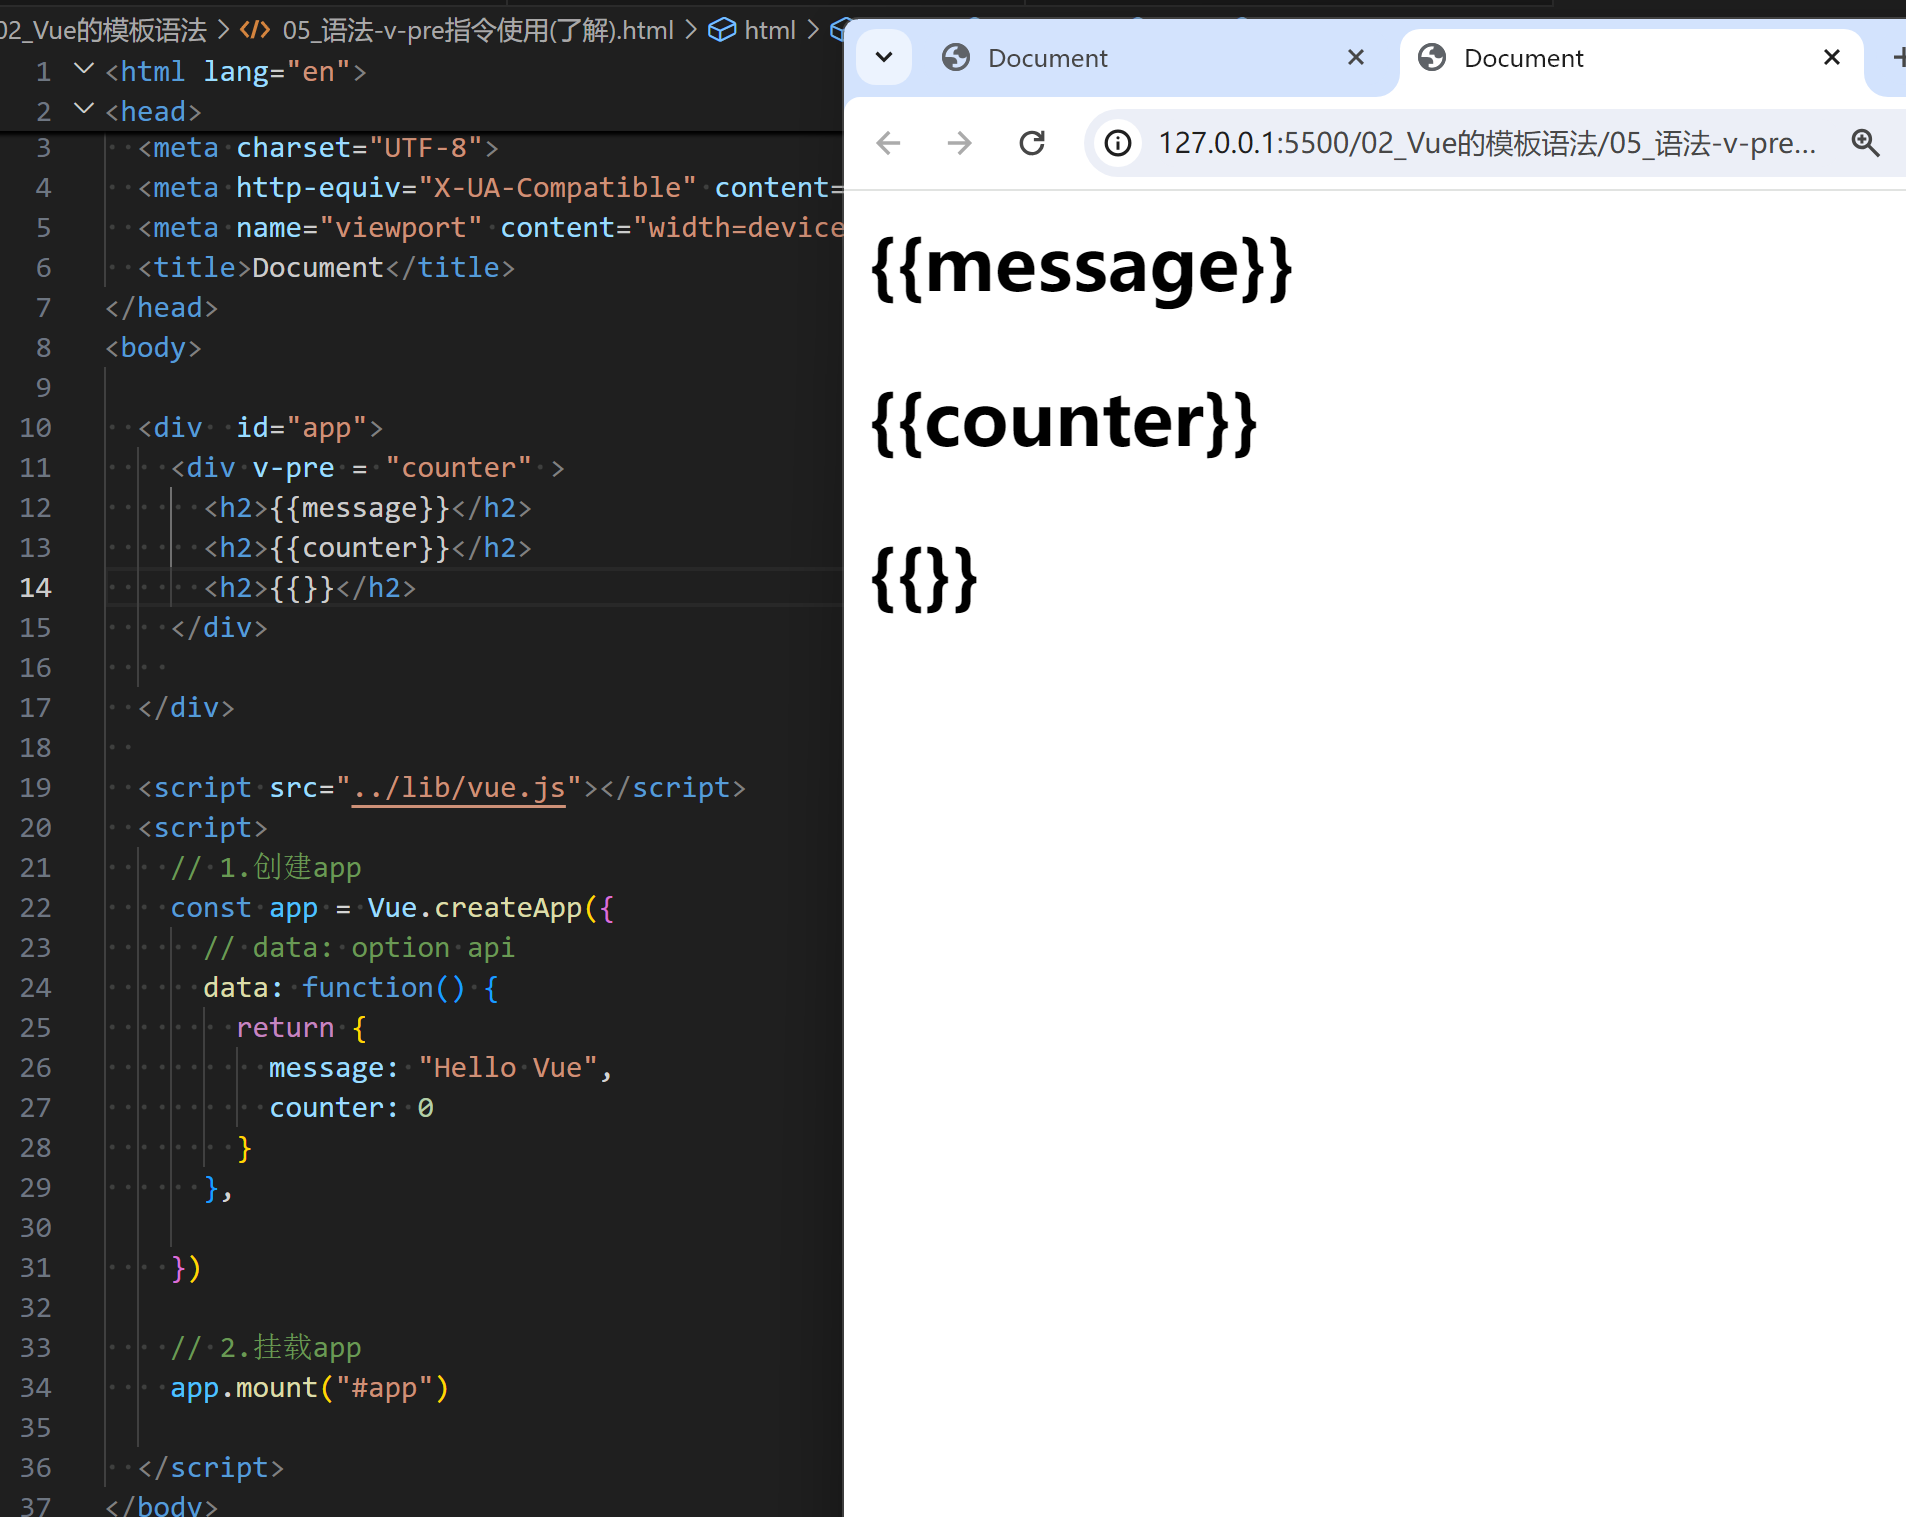 02_Vue的模板语法 > 05_语法-v-pre指令使用(了解).html > html >
1 <html lang="en">
2 <head>
3 <meta charset="UTF-8">
4 <meta http-equiv="X-UA-Compatible" content=
5 <meta name="viewport" content="width=device
6 <title>Document</title>
7 </head>
8 <body>
9
10 <div  id="app">
11 <div v-pre = "counter" >
12 <h2>{{message}}</h2>
13 <h2>{{counter}}</h2>
14 <h2>{{}}</h2>
15 </div>
16
17 </div>
18
19 <script src="../lib/vue.js"></script>
20 <script>
21 // 1.创建app
22 const app = Vue.createApp({
23 // data: option api
24 data: function() {
25 return {
26 message: "Hello Vue",
27 counter: 0
28 }
29 },
30
31 })
32
33 // 2.挂载app
34 app.mount("#app")
35
36 </script>
37 </body>
Document
Document
127.0.0.1:5500/02_Vue的模板语法/05_语法-v-pre...
{{message}}
{{counter}}
{{}}